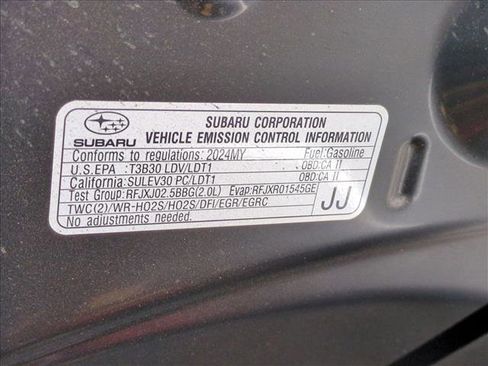 SUBARU CORPORATION
SUBARU VEHICLE EMISSION CONTROL INFORMATION
Conforms to regulations: 2024MY Fuel:Gasoline
U.S.EPA :T3B30 LDV/LDT1 OBD:CA II
California:SULEV30 PC/LDT1 OBD:CA II
Test Group:RFJXJ02.5BBG(2.0L) Evap:RFJXR01545GE
TWC(2)/WR-HO2S/HO2S/DFI/EGR/EGRC
No adjustments needed. JJ